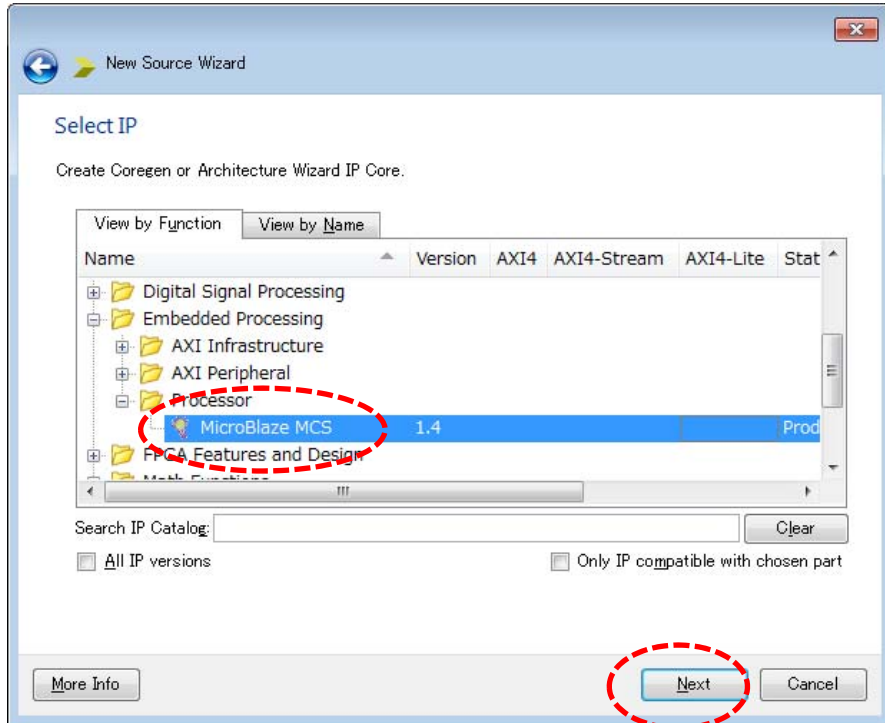 New Source Wizard
Select IP
Create Coregen or Architecture Wizard IP Core.
View by Function View by Name
Name Version AXI4 AXI4-Stream AXI4-Lite Stat
Digital Signal Processing
Embedded Processing
AXI Infrastructure
AXI Peripheral
Processor
MicroBlaze MCS 1.4 Prod
FPGA Features and Design
Math Functions
Search IP Catalog: Clear
All IP versions Only IP compatible with chosen part
More Info Next Cancel